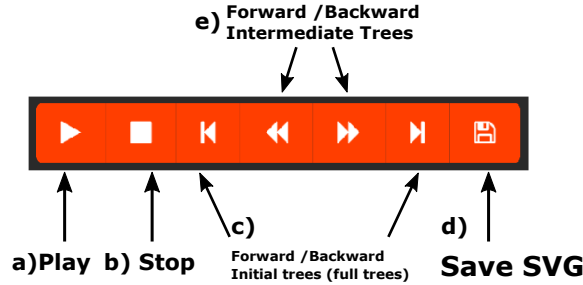 e) Forward /Backward
Intermediate Trees
a)Play
b) Stop
c)
Forward /Backward
Initial trees (full trees)
d)
Save SVG